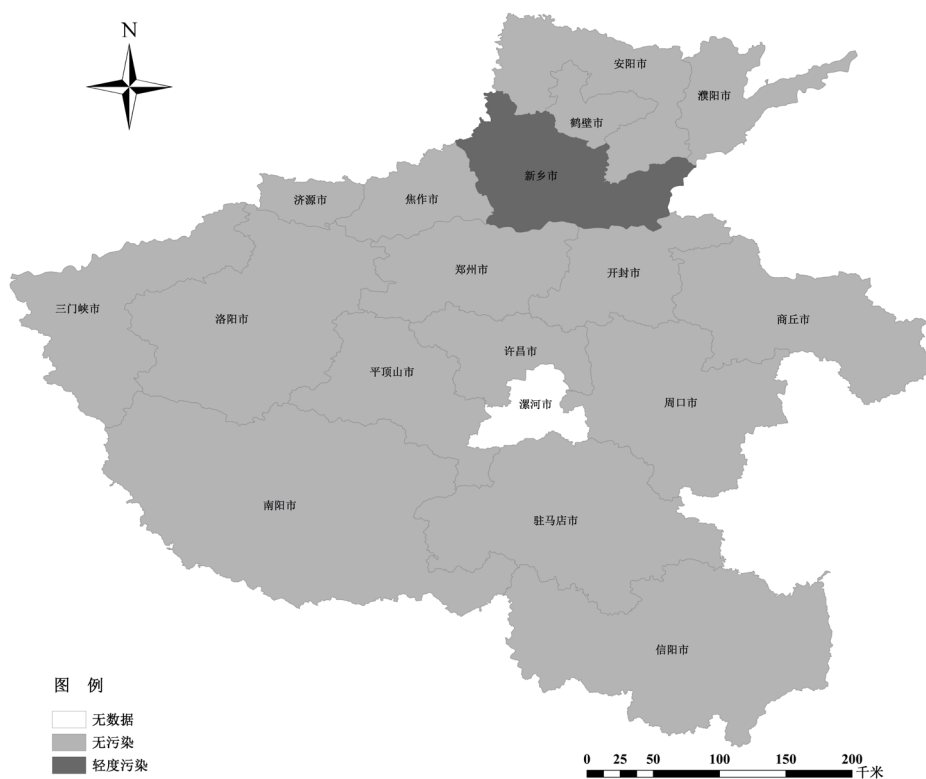 N
安阳市
濮阳市
鹤壁市
新乡市
济源市
焦作市
郑州市
开封市
三门峡市
洛阳市
商丘市
许昌市
平顶山市
漯河市
周口市
南阳市
驻马店市
信阳市
图 例
无数据
无污染
轻度污染
0 25 50 100 150 200
千米